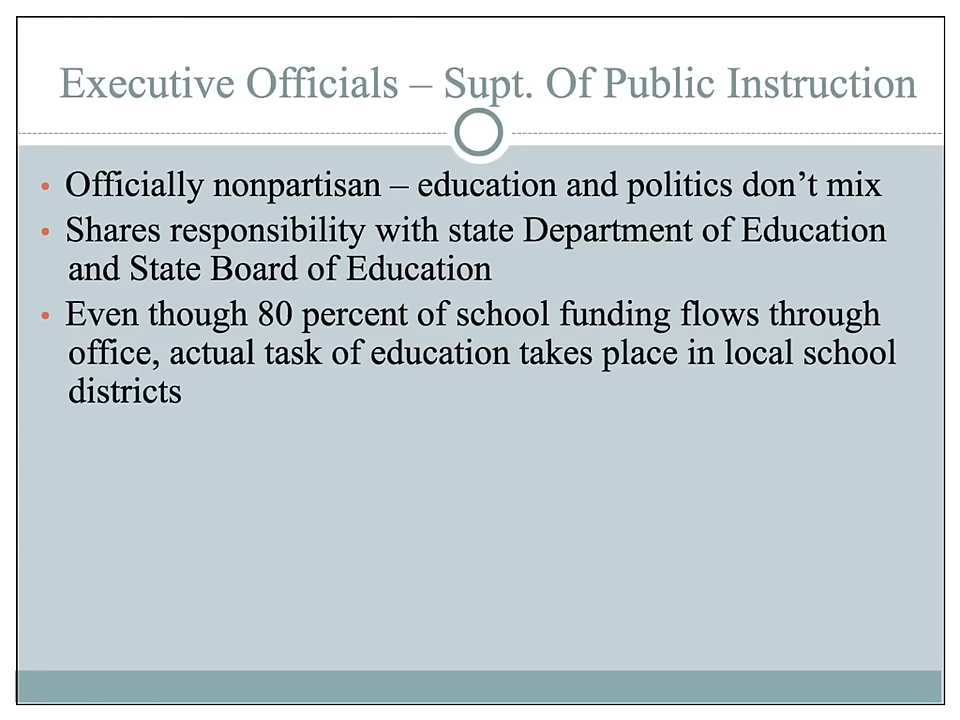 Executive Officials – Supt. Of Public Instruction
• Officially nonpartisan – education and politics don’t mix
• Shares responsibility with state Department of Education
and State Board of Education
• Even though 80 percent of school funding flows through
office, actual task of education takes place in local school
districts